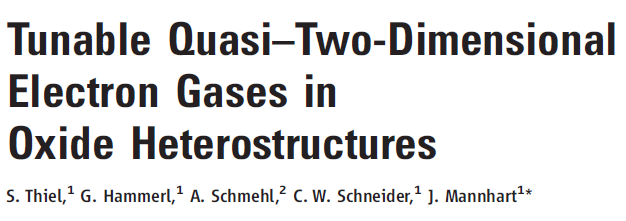 Tunable Quasi–Two-Dimensional
Electron Gases in
Oxide Heterostructures
S. Thiel,¹ G. Hammerl,¹ A. Schmehl,² C. W. Schneider,¹ J. Mannhart¹*